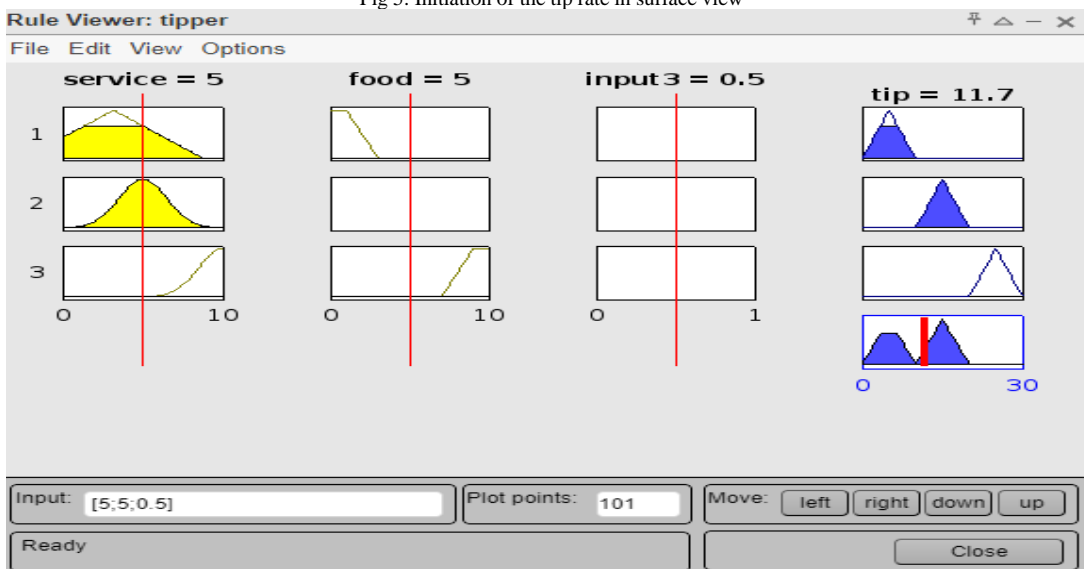 Fig 5. Initiation of the tip rate in surface view
Rule Viewer: tipper
File Edit View Options
service = 5 food = 5 input3 = 0.5 tip = 11.7
1
2
3
0 10 0 10 0 1
0 30
Input: [5;5;0.5] Plot points: 101 Move: left right down up
Ready Close